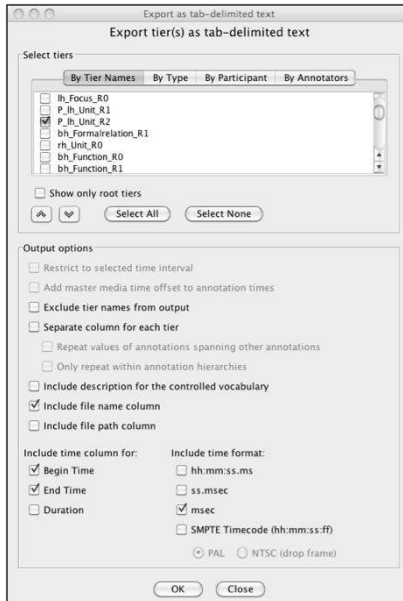 Export as tab-delimited text
Export tier(s) as tab-delimited text
Select tiers
By Tier Names By Type By Participant By Annotators
lh_Focus_R0
P_lh_Unit_R1
P_lh_Unit_R2
bh_Formalrelation_R1
rh_Unit_R0
bh_Function_R0
bh_Function_R1
Show only root tiers
Select All Select None
Output options
Restrict to selected time interval
Add master media time offset to annotation times
Exclude tier names from output
Separate column for each tier
Repeat values of annotations spanning other annotations
Only repeat within annotation hierarchies
Include description for the controlled vocabulary
Include file name column
Include file path column
Include time column for: Include time format:
Begin Time hh:mm:ss.ms
End Time ss.msec
Duration msec
SMPTE Timecode (hh:mm:ss:ff)
PAL NTSC (drop frame)
OK Close